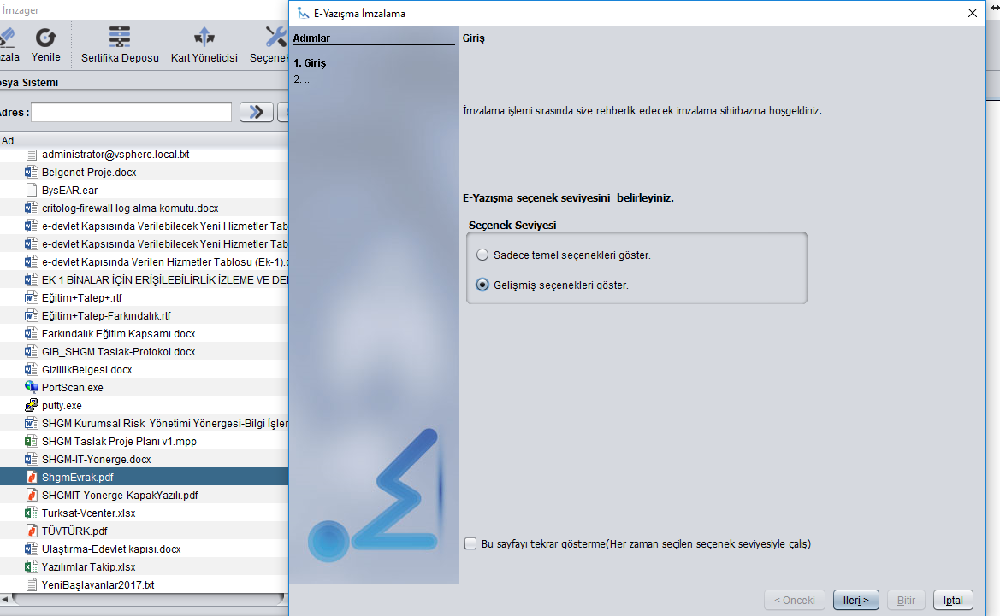 İmzager
E-Yazışma İmzalama
zala
Yenile
Sertifika Deposu
Kart Yöneticisi
Seçenek
osya Sistemi
Adres :
Ad
administrator@vsphere.local.txt
Belgenet-Proje.docx
BysEAR.ear
critolog-firewall log alma komutu.docx
e-devlet Kapsısında Verilebilecek Yeni Hizmetler Tab
e-devlet Kapısında Verilebilecek Yeni Hizmetler Tab
e-devlet Kapısında Verilen Hizmetler Tablosu (Ek-1).
EK 1 BİNALAR İÇİN ERİŞİLEBİLİRLİK İZLEME VE DE
Eğitim+Talep+.rtf
Eğitim+Talep-Farkındalık.rtf
Farkındalık Eğitim Kapsamı.docx
GIB_SHGM Taslak-Protokol.docx
GizlilikBelgesi.docx
PortScan.exe
putty.exe
SHGM Kurumsal Risk Yönetimi Yönergesi-Bilgi İşler
SHGM Taslak Proje Planı v1.mpp
SHGM-IT-Yonerge.docx
ShgmEvrak.pdf
SHGMIT-Yonerge-KapakYazılı.pdf
Turksat-Vcenter.xlsx
TÜVTÜRK.pdf
Ulaştırma-Edevlet kapısı.docx
Yazılımlar Takip.xlsx
YeniBaşlayanlar2017.txt
Adımlar
1. Giriş
2. ...
Giriş
İmzalama işlemi sırasında size rehberlik edecek imzalama sihirbazına hoşgeldiniz.
E-Yazışma seçenek seviyesini belirleyiniz.
Seçenek Seviyesi
Sadece temel seçenekleri göster.
Gelişmiş seçenekleri göster.
Bu sayfayı tekrar gösterme(Her zaman seçilen seçenek seviyesiyle çalış)
< Önceki
İleri >
Bitir
İptal